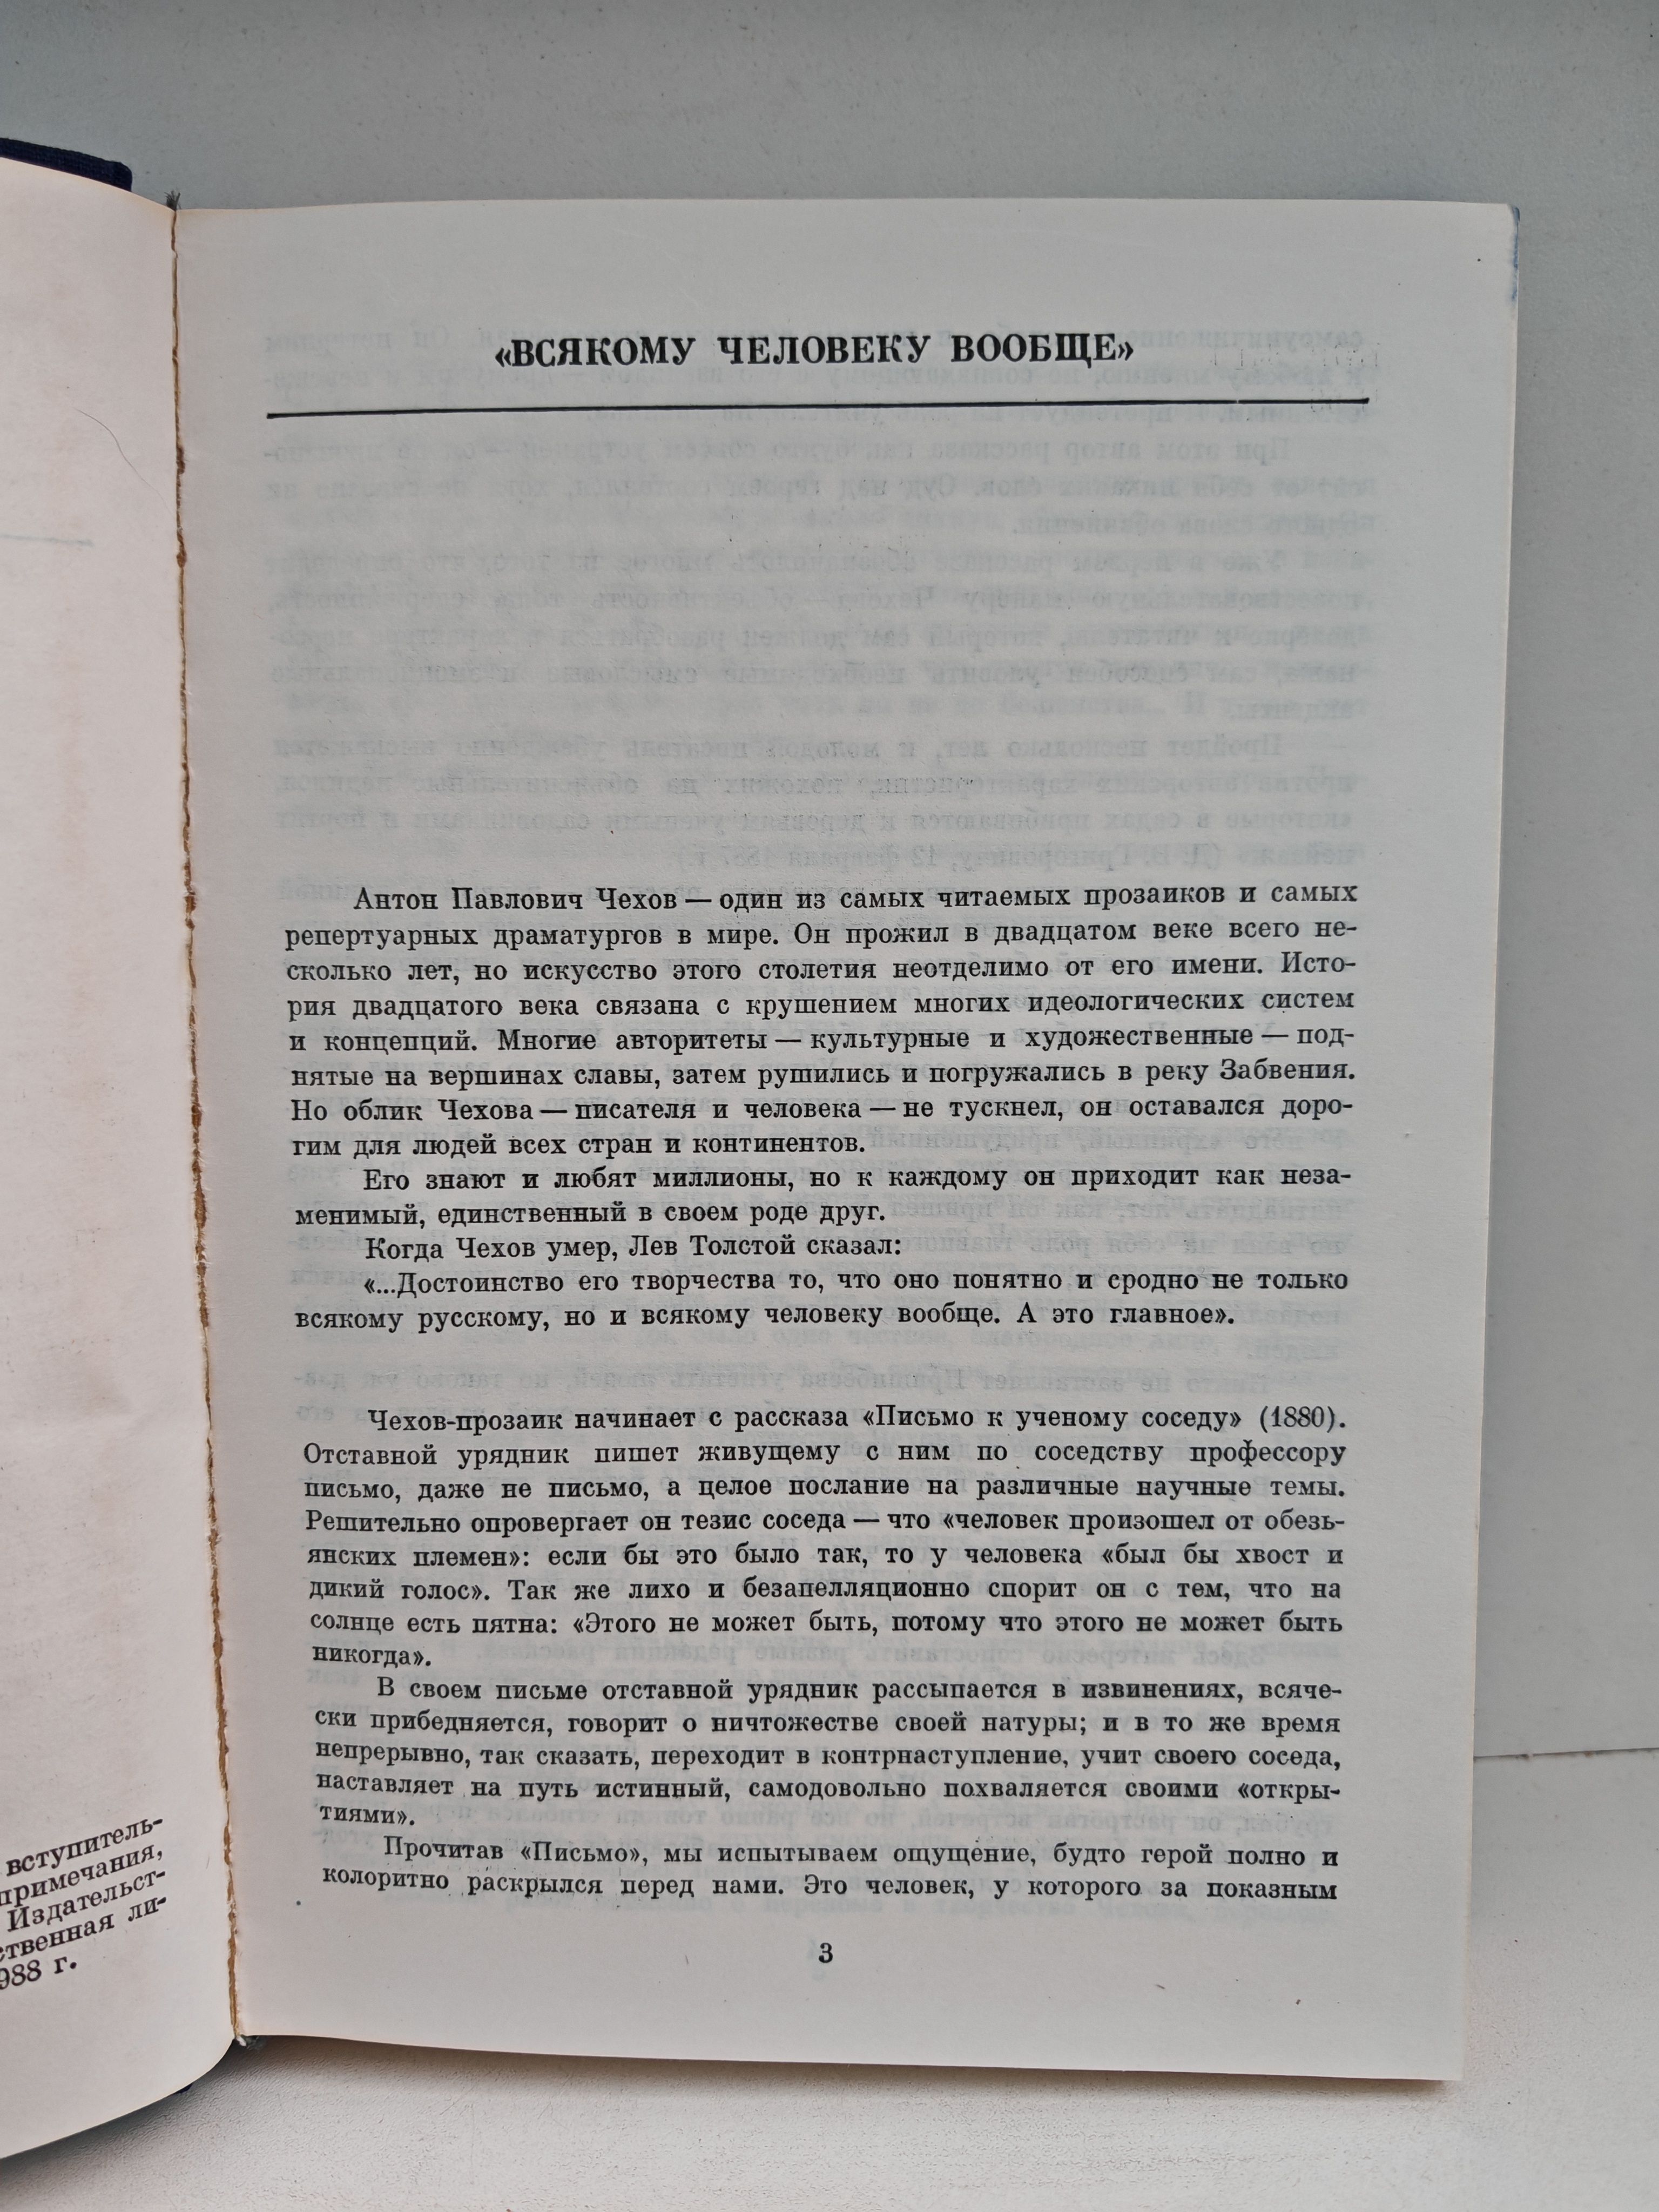 вступитель-
примечания,
Издательст-
ственная ли-
988 г.
«ВСЯКОМУ ЧЕЛОВЕКУ ВООБЩЕ»
Антон Павлович Чехов — один из самых читаемых прозаиков и самых
репертуарных драматургов в мире. Он прожил в двадцатом веке всего не-
сколько лет, но искусство этого столетия неотделимо от его имени. Исто-
рия двадцатого века связана с крушением многих идеологических систем
и концепций. Многие авторитеты — культурные и художественные — под-
нятые на вершинах славы, затем рушились и погружались в реку Забвения.
Но облик Чехова — писателя и человека — не тускнел, он оставался доро-
гим для людей всех стран и континентов.
Его знают и любят миллионы, но к каждому он приходит как неза-
менимый, единственный в своем роде друг.
Когда Чехов умер, Лев Толстой сказал:
«...Достоинство его творчества то, что оно понятно и сродно не только
всякому русскому, но и всякому человеку вообще. А это главное».
Чехов-прозаик начинает с рассказа «Письмо к ученому соседу» (1880).
Отставной урядник пишет живущему с ним по соседству профессору
письмо, даже не письмо, а целое послание на различные научные темы.
Решительно опровергает он тезис соседа — что «человек произошел от обезь-
янских племен»: если бы это было так, то у человека «был бы хвост и
дикий голос». Так же лихо и безапелляционно спорит он с тем, что на
солнце есть пятна: «Этого не может быть, потому что этого не может быть
никогда».
В своем письме отставной урядник рассыпается в извинениях, всяче-
ски прибедняется, говорит о ничтожестве своей натуры; и в то же время
непрерывно, так сказать, переходит в контрнаступление, учит своего соседа,
наставляет на путь истинный, самодовольно похваляется своими «откры-
тиями».
Прочитав «Письмо», мы испытываем ощущение, будто герой полно и
колоритно раскрылся перед нами. Это человек, у которого за показным
3